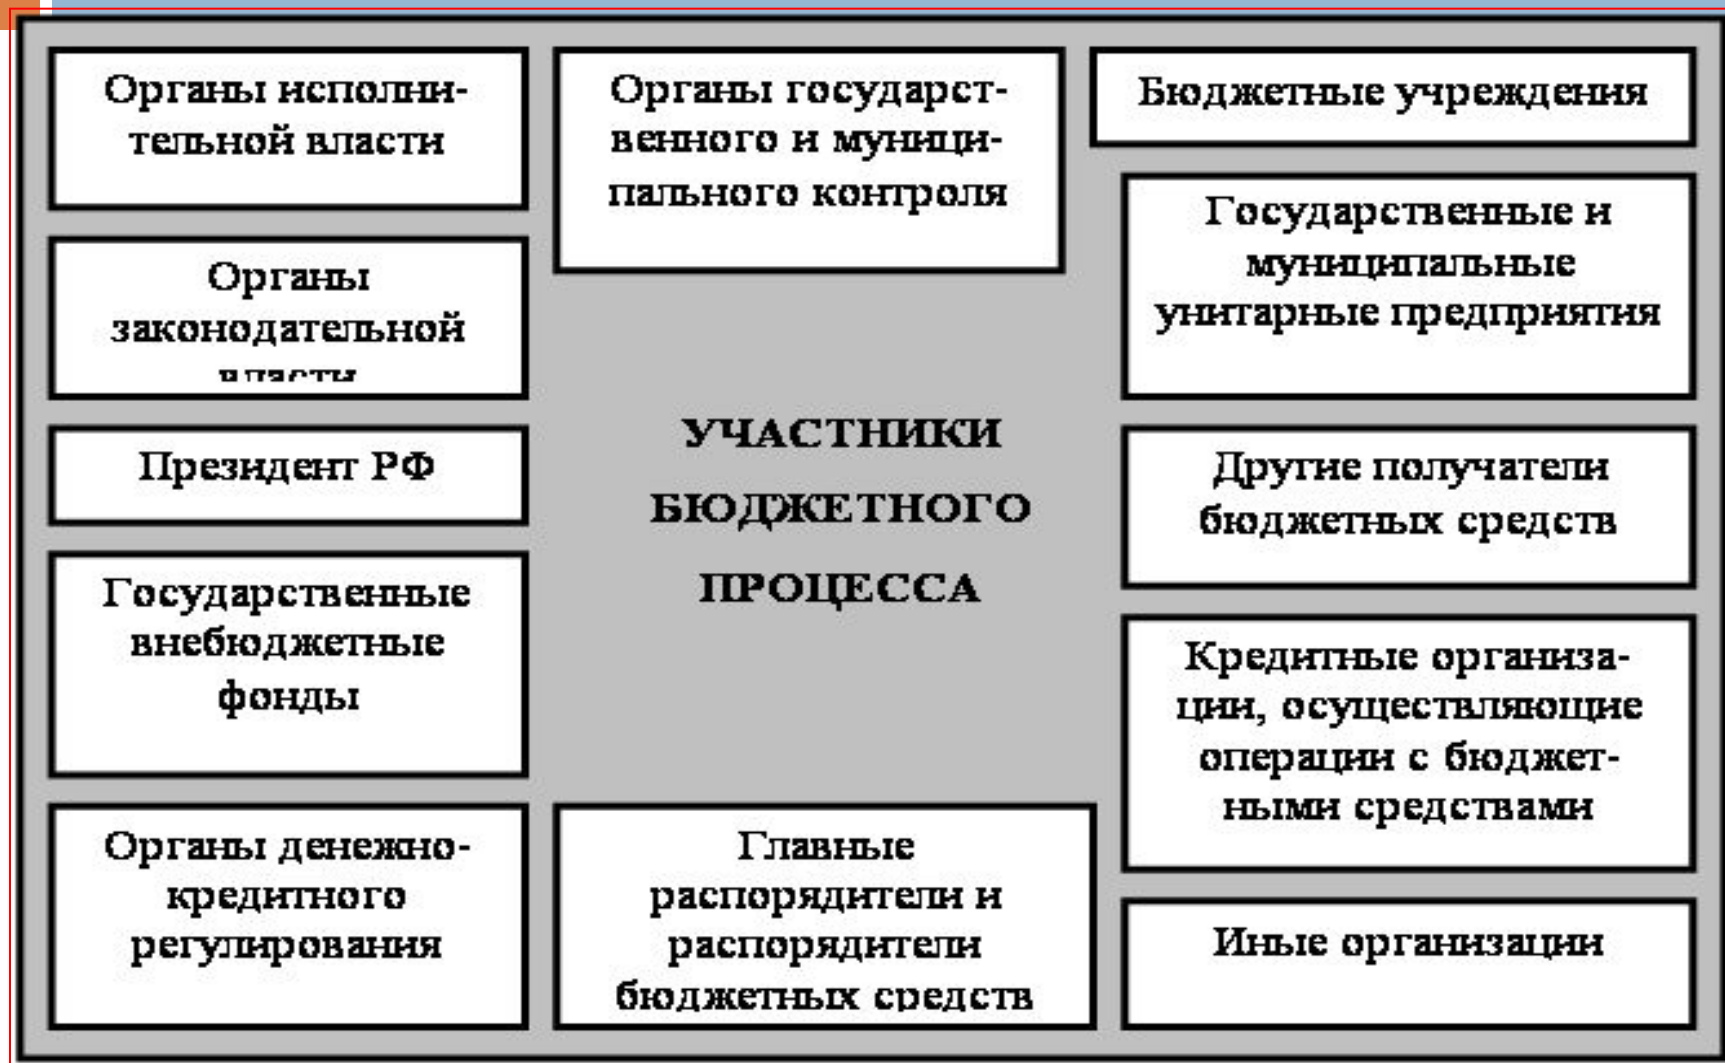 Органы исполни-
тельной власти
Органы
законодательной
власти
Президент РФ
Государственные
внебюджетные
фонды
Органы денежно-
кредитного
регулирования
Органы государст-
венного и муници-
пального контроля
УЧАСТНИКИ
БЮДЖЕТНОГО
ПРОЦЕССА
Главные
распорядители и
распорядители
бюджетных средств
Бюджетные учреждения
Государственные и
муниципальные
унитарные предприятия
Другие получатели
бюджетных средств
Кредитные организа-
ции, осуществляющие
операции с бюджет-
ными средствами
Иные организации